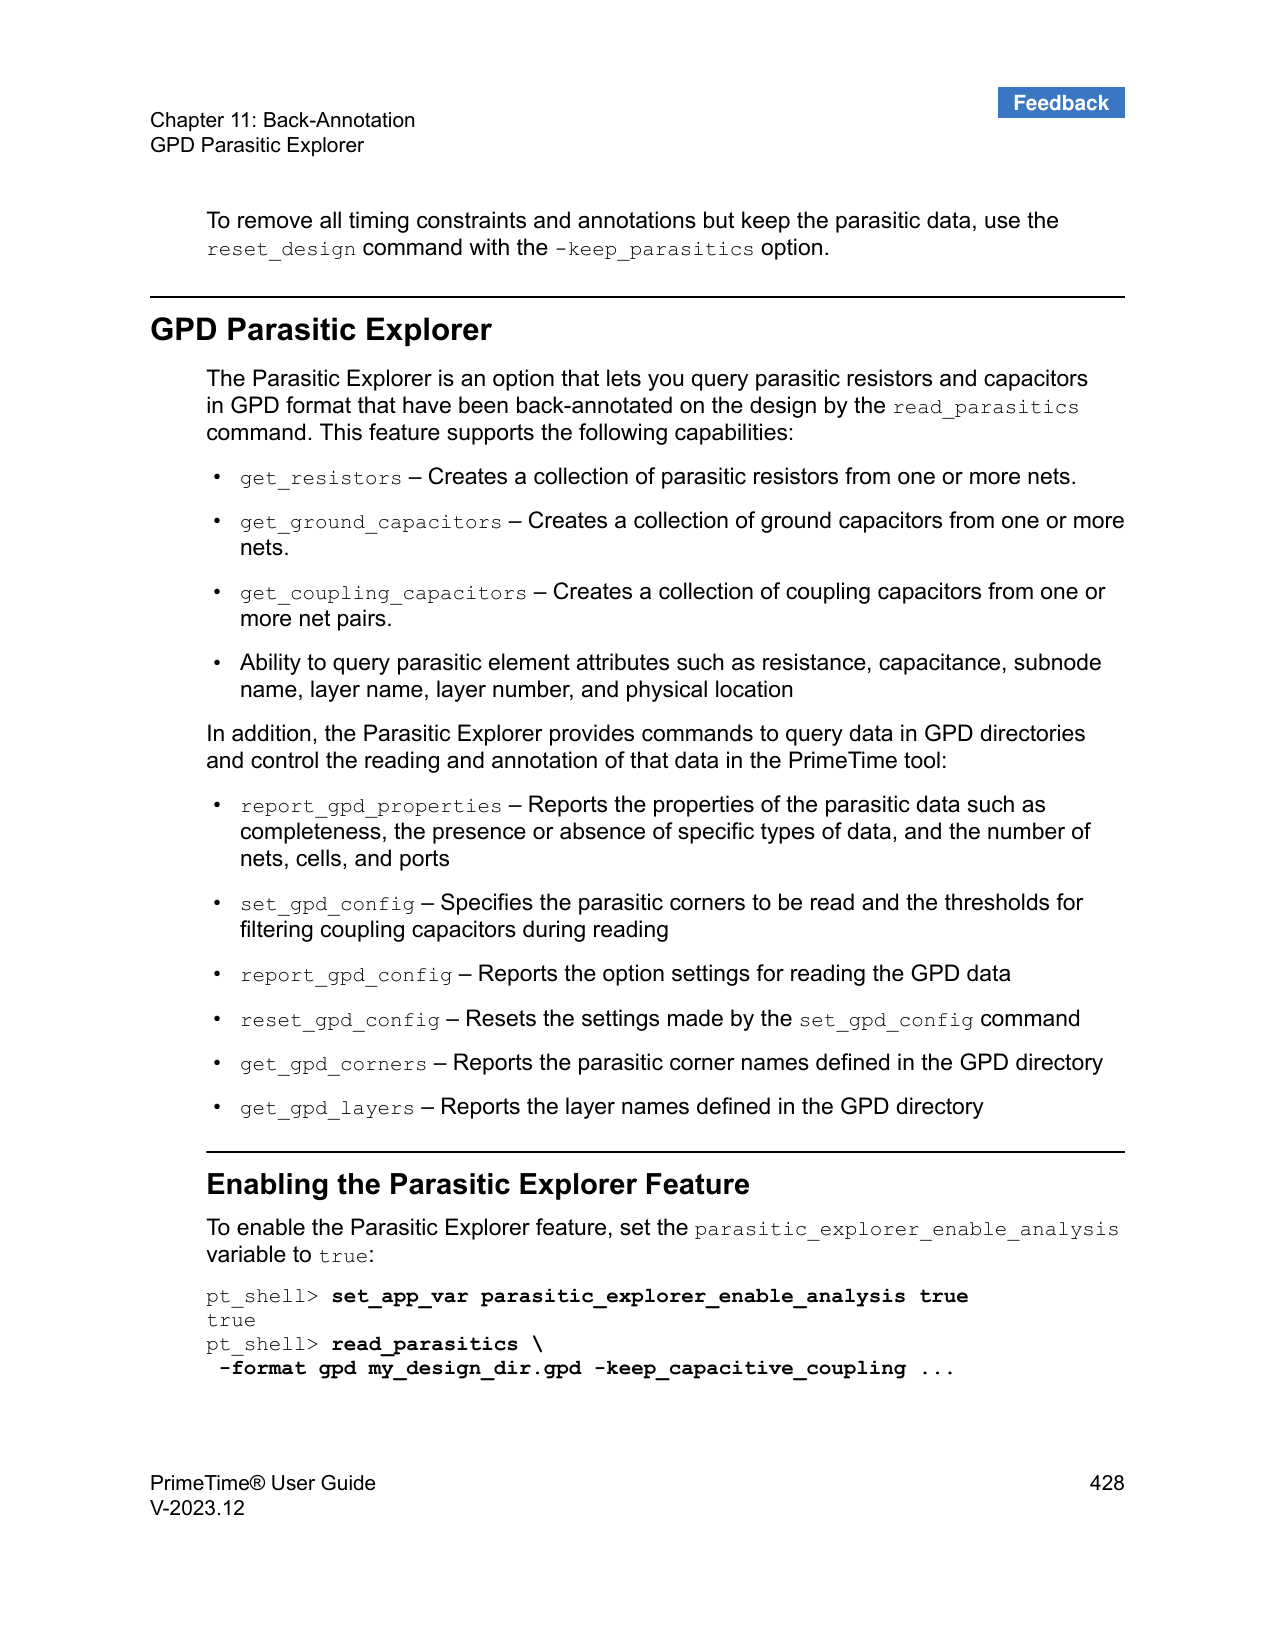 Feedback
Chapter 11: Back-Annotation
GPD Parasitic Explorer
To remove all timing constraints and annotations but keep the parasitic data, use the
reset_design command with the -keep_parasitics option.
GPD Parasitic Explorer
The Parasitic Explorer is an option that lets you query parasitic resistors and capacitors
in GPD format that have been back-annotated on the design by the read_parasitics
command. This feature supports the following capabilities:
• get_resistors – Creates a collection of parasitic resistors from one or more nets.
• get_ground_capacitors – Creates a collection of ground capacitors from one or more
nets.
• get_coupling_capacitors – Creates a collection of coupling capacitors from one or
more net pairs.
• Ability to query parasitic element attributes such as resistance, capacitance, subnode
name, layer name, layer number, and physical location
In addition, the Parasitic Explorer provides commands to query data in GPD directories
and control the reading and annotation of that data in the PrimeTime tool:
• report_gpd_properties – Reports the properties of the parasitic data such as
completeness, the presence or absence of specific types of data, and the number of
nets, cells, and ports
• set_gpd_config – Specifies the parasitic corners to be read and the thresholds for
filtering coupling capacitors during reading
• report_gpd_config – Reports the option settings for reading the GPD data
• reset_gpd_config – Resets the settings made by the set_gpd_config command
• get_gpd_corners – Reports the parasitic corner names defined in the GPD directory
• get_gpd_layers – Reports the layer names defined in the GPD directory
Enabling the Parasitic Explorer Feature
To enable the Parasitic Explorer feature, set the parasitic_explorer_enable_analysis
variable to true:
pt_shell> set_app_var parasitic_explorer_enable_analysis true
true
pt_shell> read_parasitics \
-format gpd my_design_dir.gpd -keep_capacitive_coupling ...
PrimeTime® User Guide
V-2023.12
428